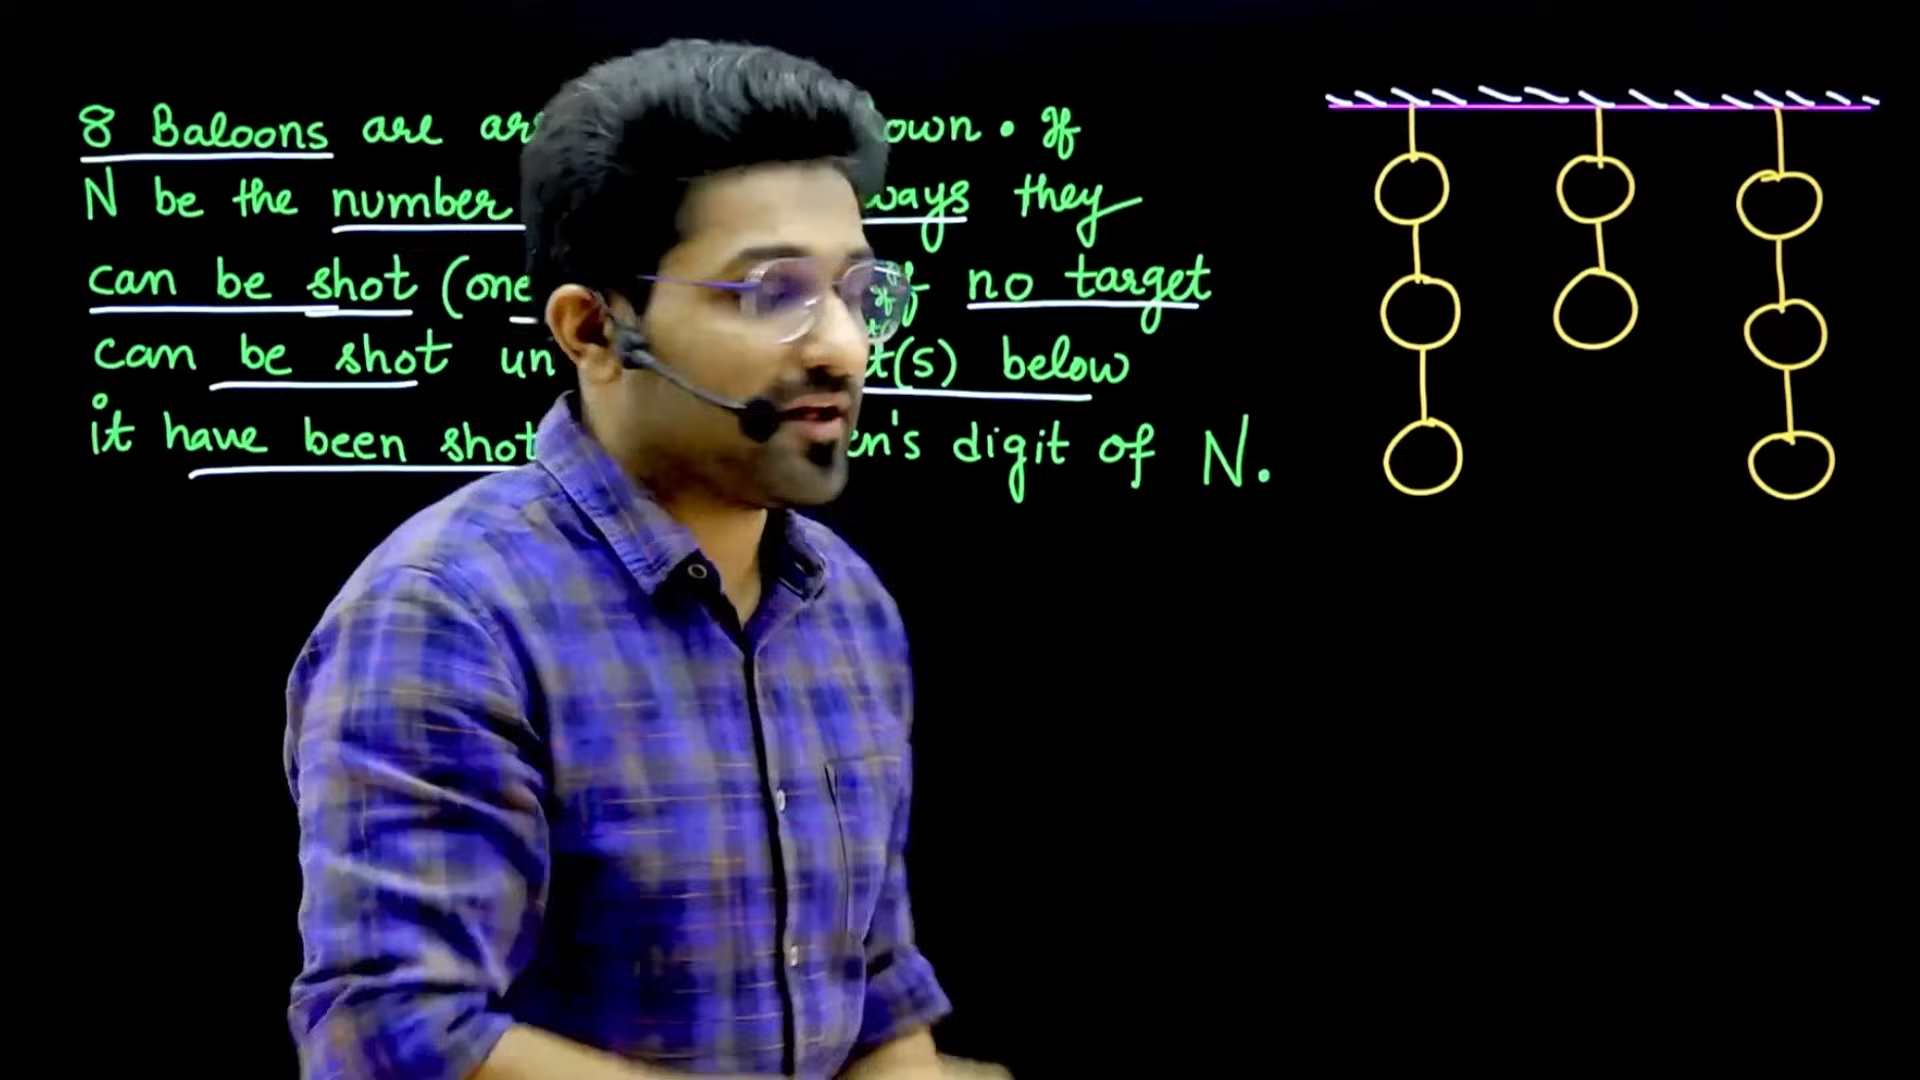 8 Baloons are own. If
N be the number ways they
can be shot (one no target
can be shot un t(s) below
it have been shot en's digit of N.